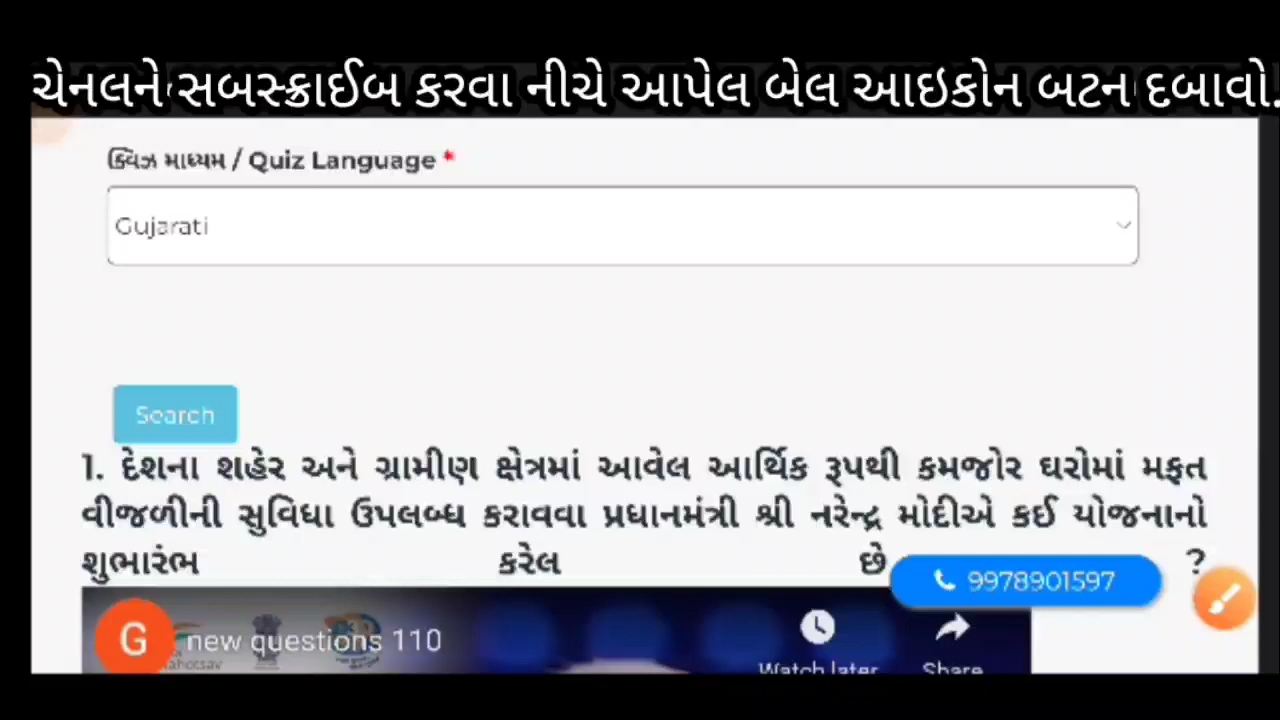 ચેનલને સબસ્ક્રાઈબ કરવા નીચે આપેલ બેલ આઇકોન બટન દબાવો.
ક્વિઝ માધ્યમ / Quiz Language *
Gujarati
Search
1. દેશના શહેર અને ગ્રામીણ ક્ષેત્રમાં આવેલ આર્થિક રૂપથી કમજોર ઘરોમાં મફત
વીજળીની સુવિધા ઉપલબ્ધ કરાવવા પ્રધાનમંત્રી શ્રી નરેન્દ્ર મોદીએ કઈ યોજનાનો
શુભારંભ કરેલ છે ?
9978901597
G new questions 110
Watch later Share